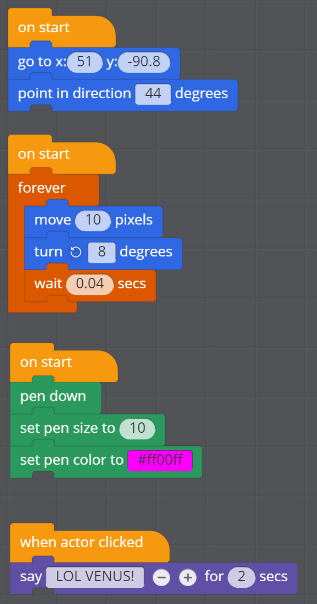 on start
go to x: 51 y: -90.8
point in direction 44 degrees
on start
forever
move 10 pixels
turn 8 degrees
wait 0.04 secs
on start
pen down
set pen size to 10
set pen color to #ff00ff
when actor clicked
say LOL VENUS! − + for 2 secs